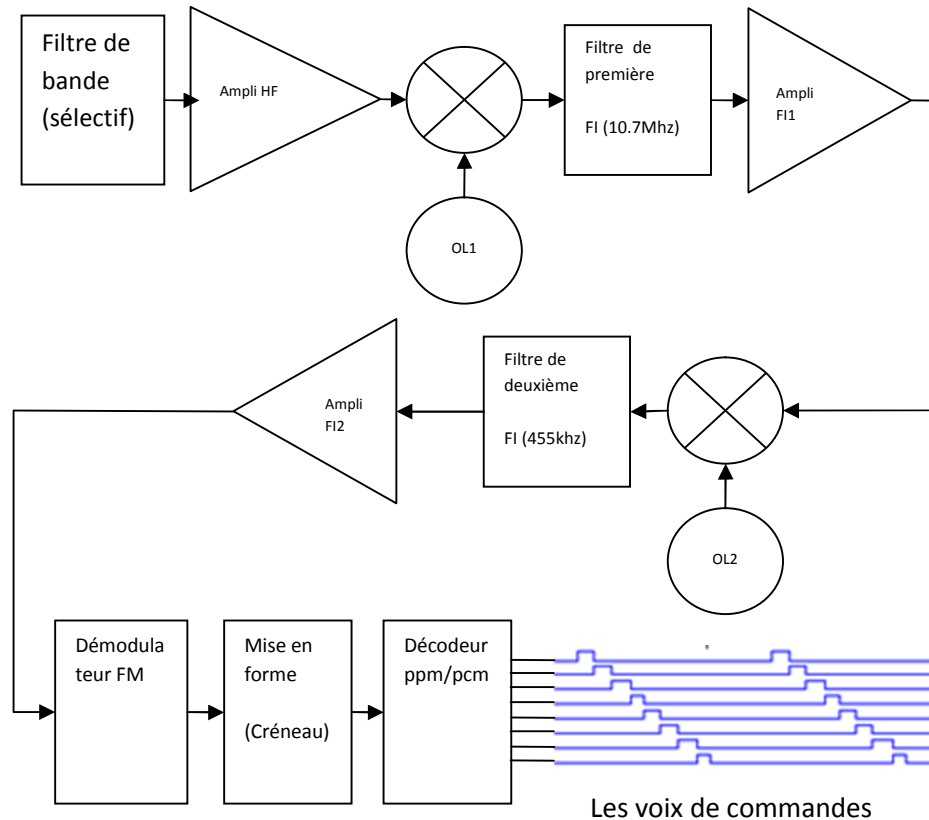 Filtre de
bande
(sélectif)
Ampli HF
Filtre de
première
FI (10.7Mhz)
Ampli
FI1
OL1
Ampli
FI2
Filtre de
deuxième
FI (455khz)
OL2
Démodula
teur FM
Mise en
forme
(Créneau)
Décodeur
ppm/pcm
Les voix de commandes